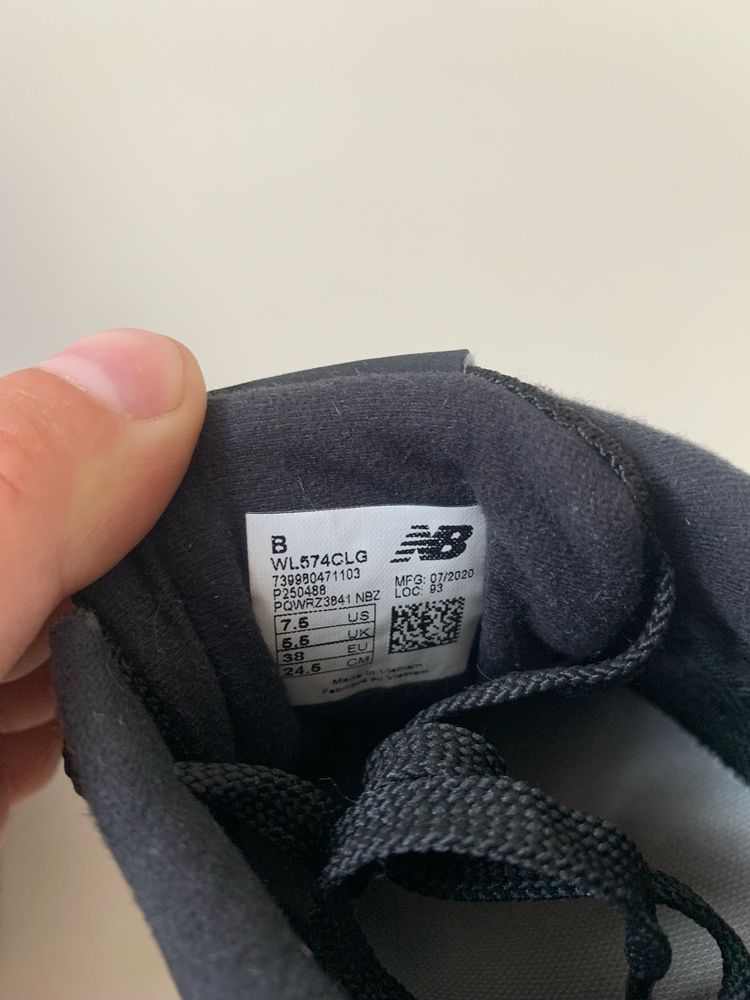 B
WL574CLG
739980471103
P250488
PQWRZ3841 NBZ
NB
MFG: 07/2020
LOC: 93
7.5 US
5.5 UK
38 EU
24.5 CM
Made in Vietnam
Fabriqué au Vietnam